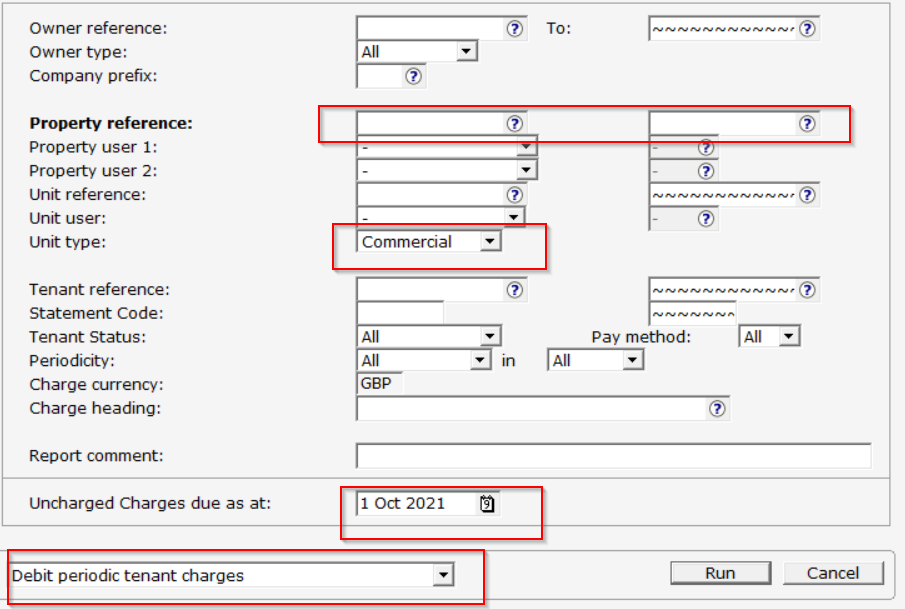 Owner reference: ? To: ~~~~~~~~~~~~~ ?
Owner type: All
Company prefix: ?
Property reference: ? ?
Property user 1: - - ?
Property user 2: - - ?
Unit reference: ? ~~~~~~~~~~~~~ ?
Unit user: - - ?
Unit type: Commercial
Tenant reference: ? ~~~~~~~~~~~~~ ?
Statement Code: ~~~~~~~~
Tenant Status: All Pay method: All
Periodicity: All in All
Charge currency: GBP
Charge heading: ?
Report comment:
Uncharged Charges due as at: 1 Oct 2021 9
Debit periodic tenant charges Run Cancel